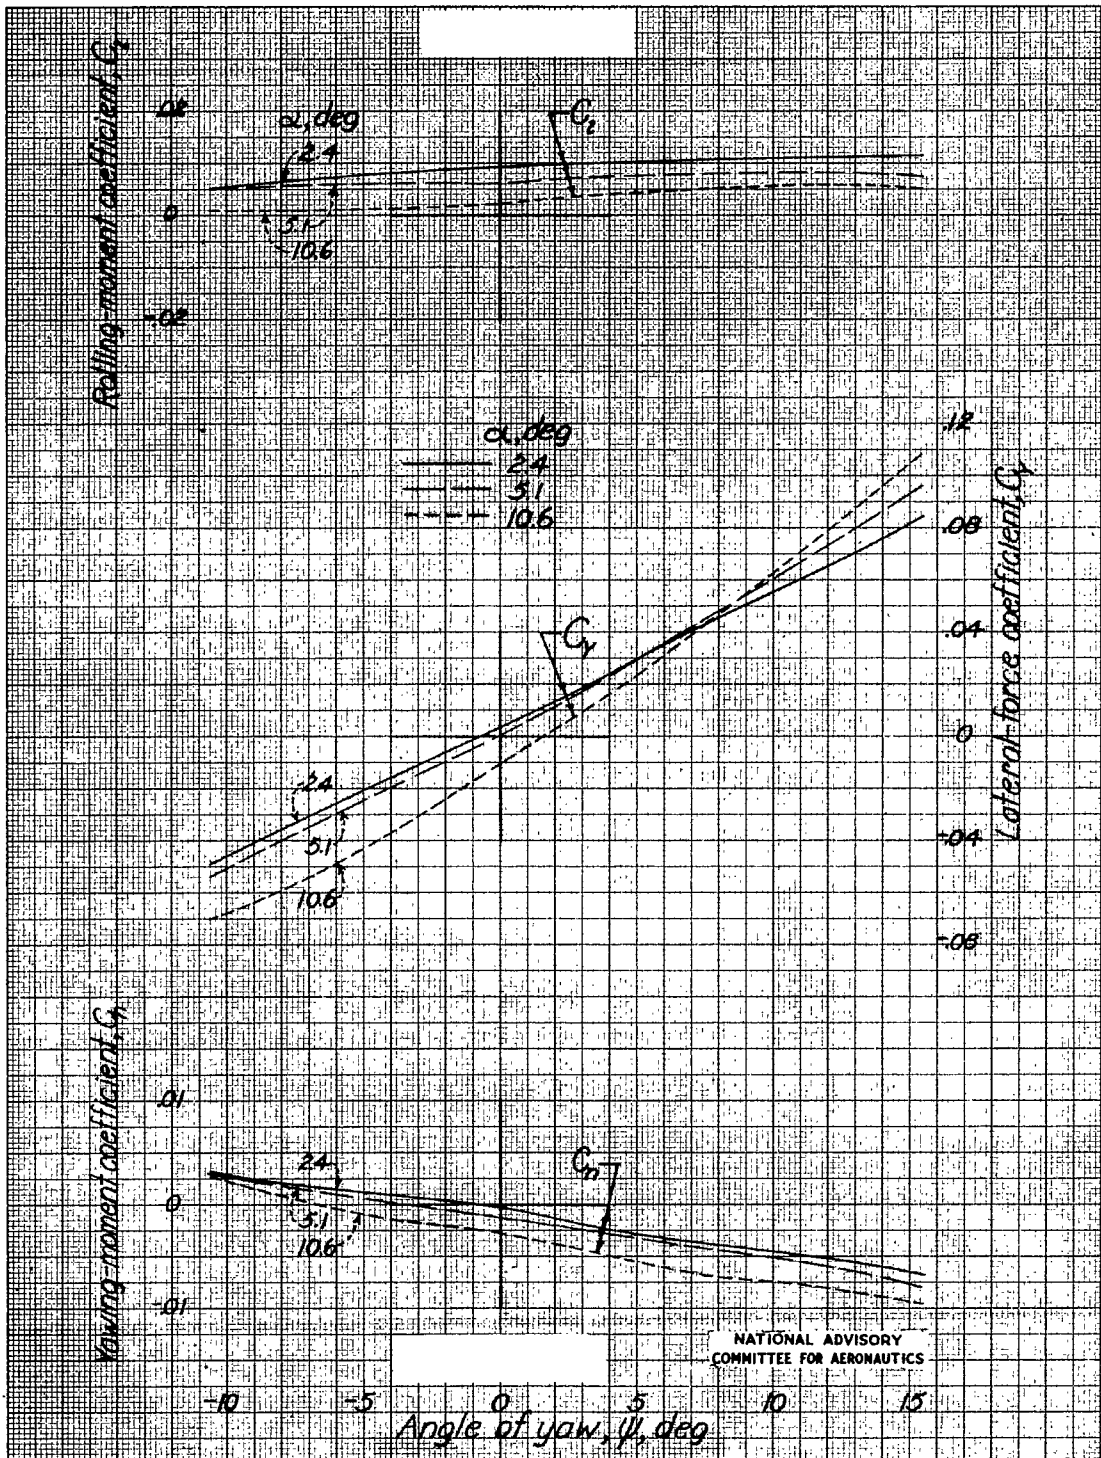 Rolling-moment coefficient, Cl
.02
0
-.02
α, deg
2.4
5.1
10.6
Cl
α, deg
2.4
5.1
10.6
.12
.08
.04
0
-.04
-.08
Lateral-force coefficient, CY
CY
2.4
5.1
10.6
Yawing-moment coefficient, Cn
.01
0
-.01
2.4
5.1
10.6
Cn
NATIONAL ADVISORY
COMMITTEE FOR AERONAUTICS
-10 -5 0 5 10 15
Angle of yaw, ψ, deg